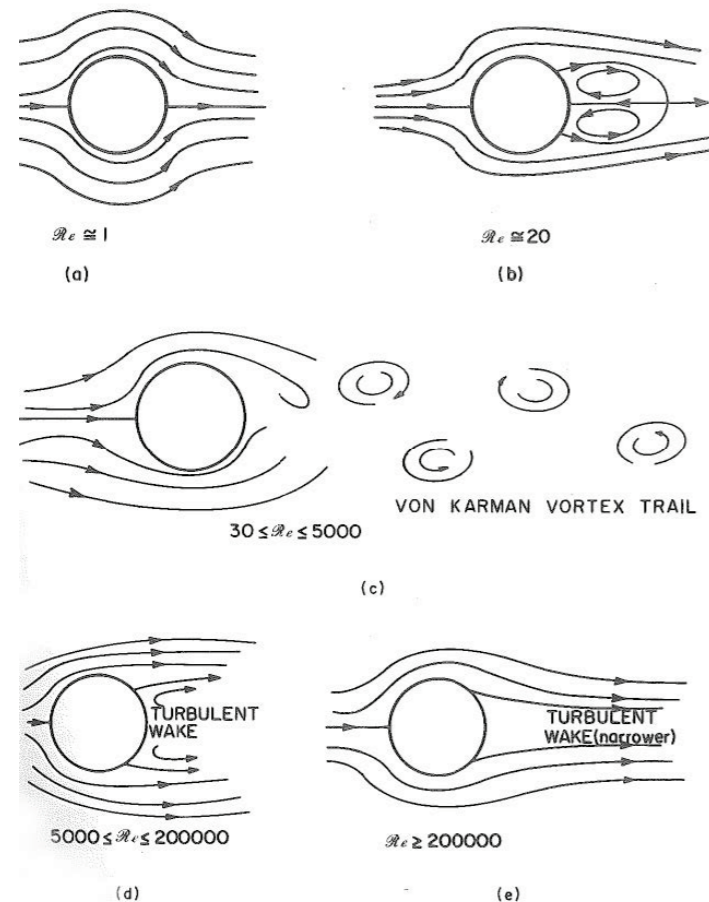 ℛe ≅ 1
(a)
ℛe ≅ 20
(b)
VON KARMAN VORTEX TRAIL
30 ≤ ℛe ≤ 5000
(c)
TURBULENT
WAKE
5000 ≤ ℛe ≤ 200000
(d)
TURBULENT
WAKE(narrower)
ℛe ≥ 200000
(e)